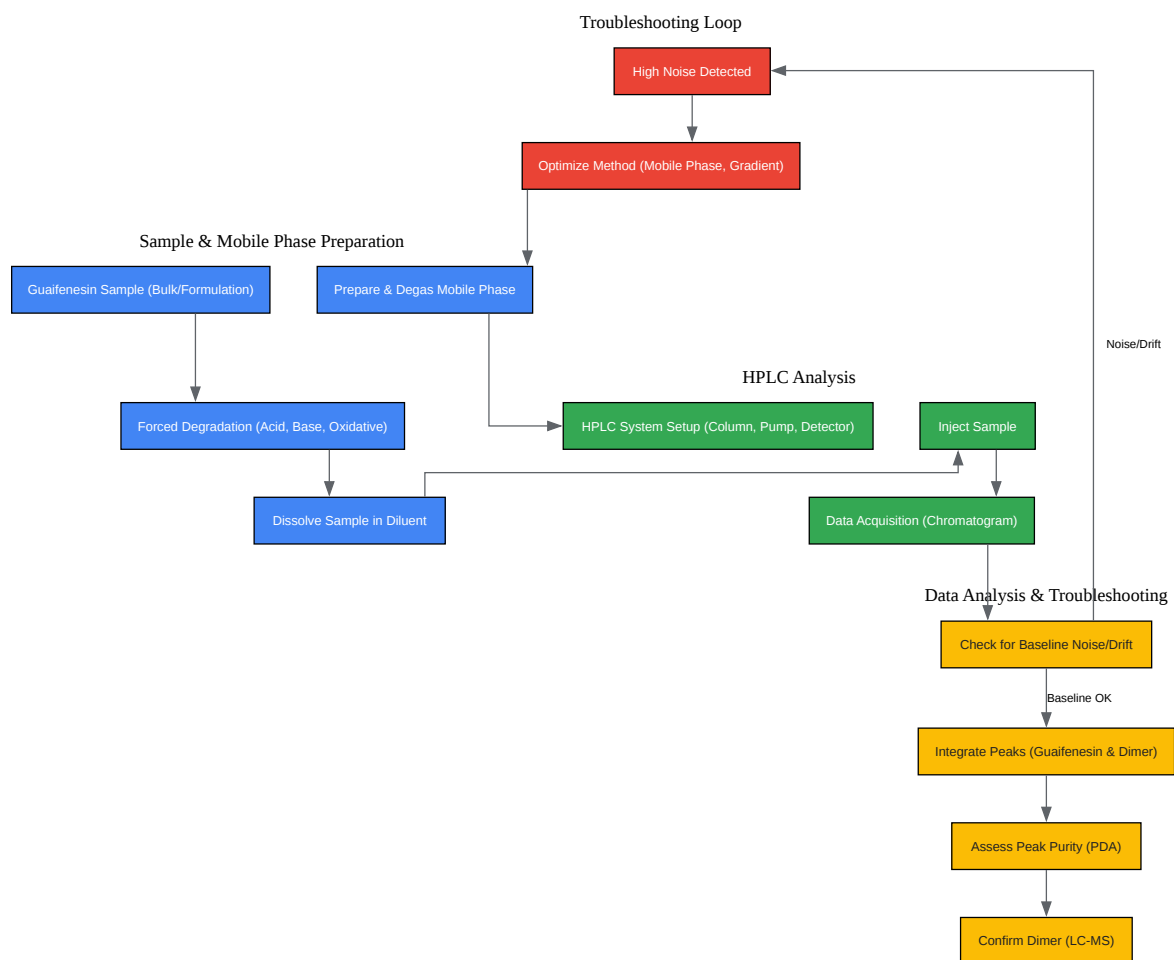 Troubleshooting Loop
High Noise Detected
Optimize Method (Mobile Phase, Gradient)
Sample & Mobile Phase Preparation
Guaifenesin Sample (Bulk/Formulation)
Prepare & Degas Mobile Phase
Noise/Drift
HPLC Analysis
Forced Degradation (Acid, Base, Oxidative)
HPLC System Setup (Column, Pump, Detector)
Inject Sample
Dissolve Sample in Diluent
Data Acquisition (Chromatogram)
Data Analysis & Troubleshooting
Check for Baseline Noise/Drift
Baseline OK
Integrate Peaks (Guaifenesin & Dimer)
Assess Peak Purity (PDA)
Confirm Dimer (LC-MS)